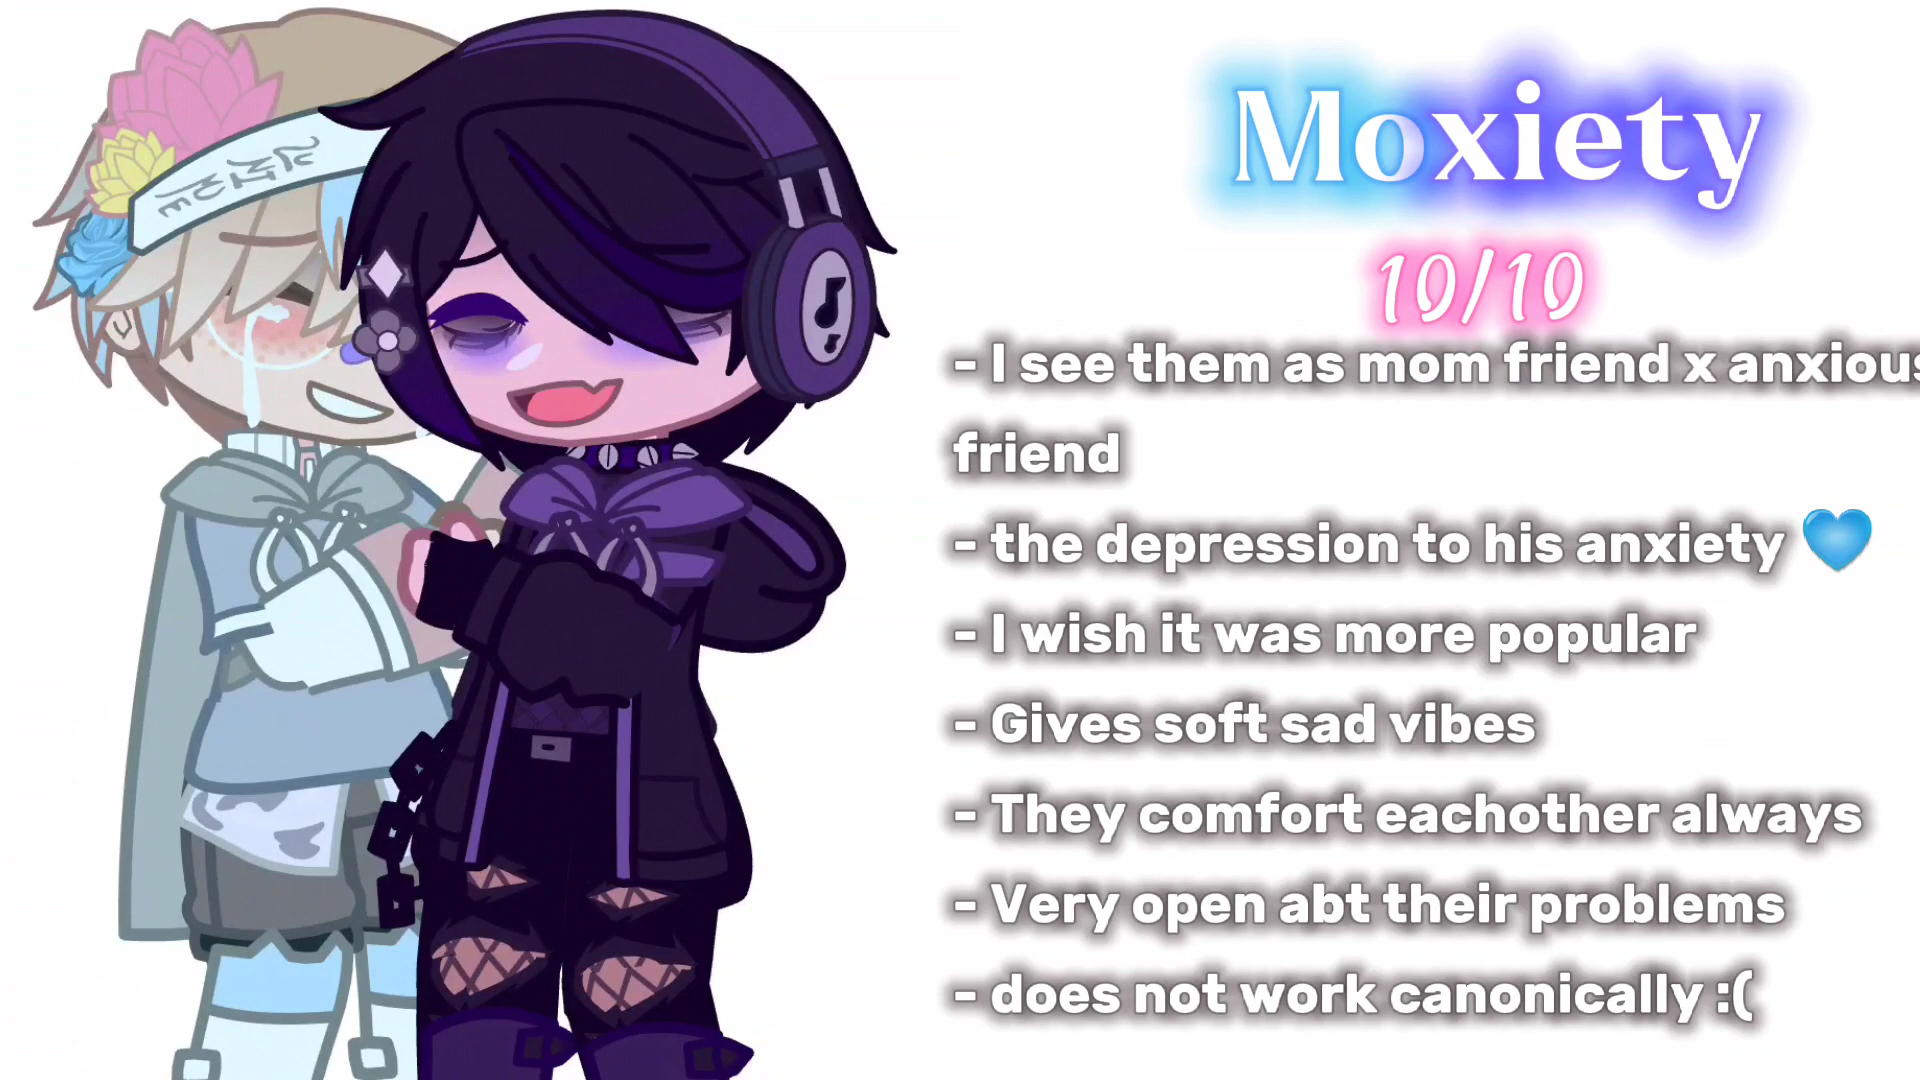 Moxiety
10/10
- I see them as mom friend x anxious
friend
- the depression to his anxiety 💙
- I wish it was more popular
- Gives soft sad vibes
- They comfort eachother always
- Very open abt their problems
- does not work canonically :(